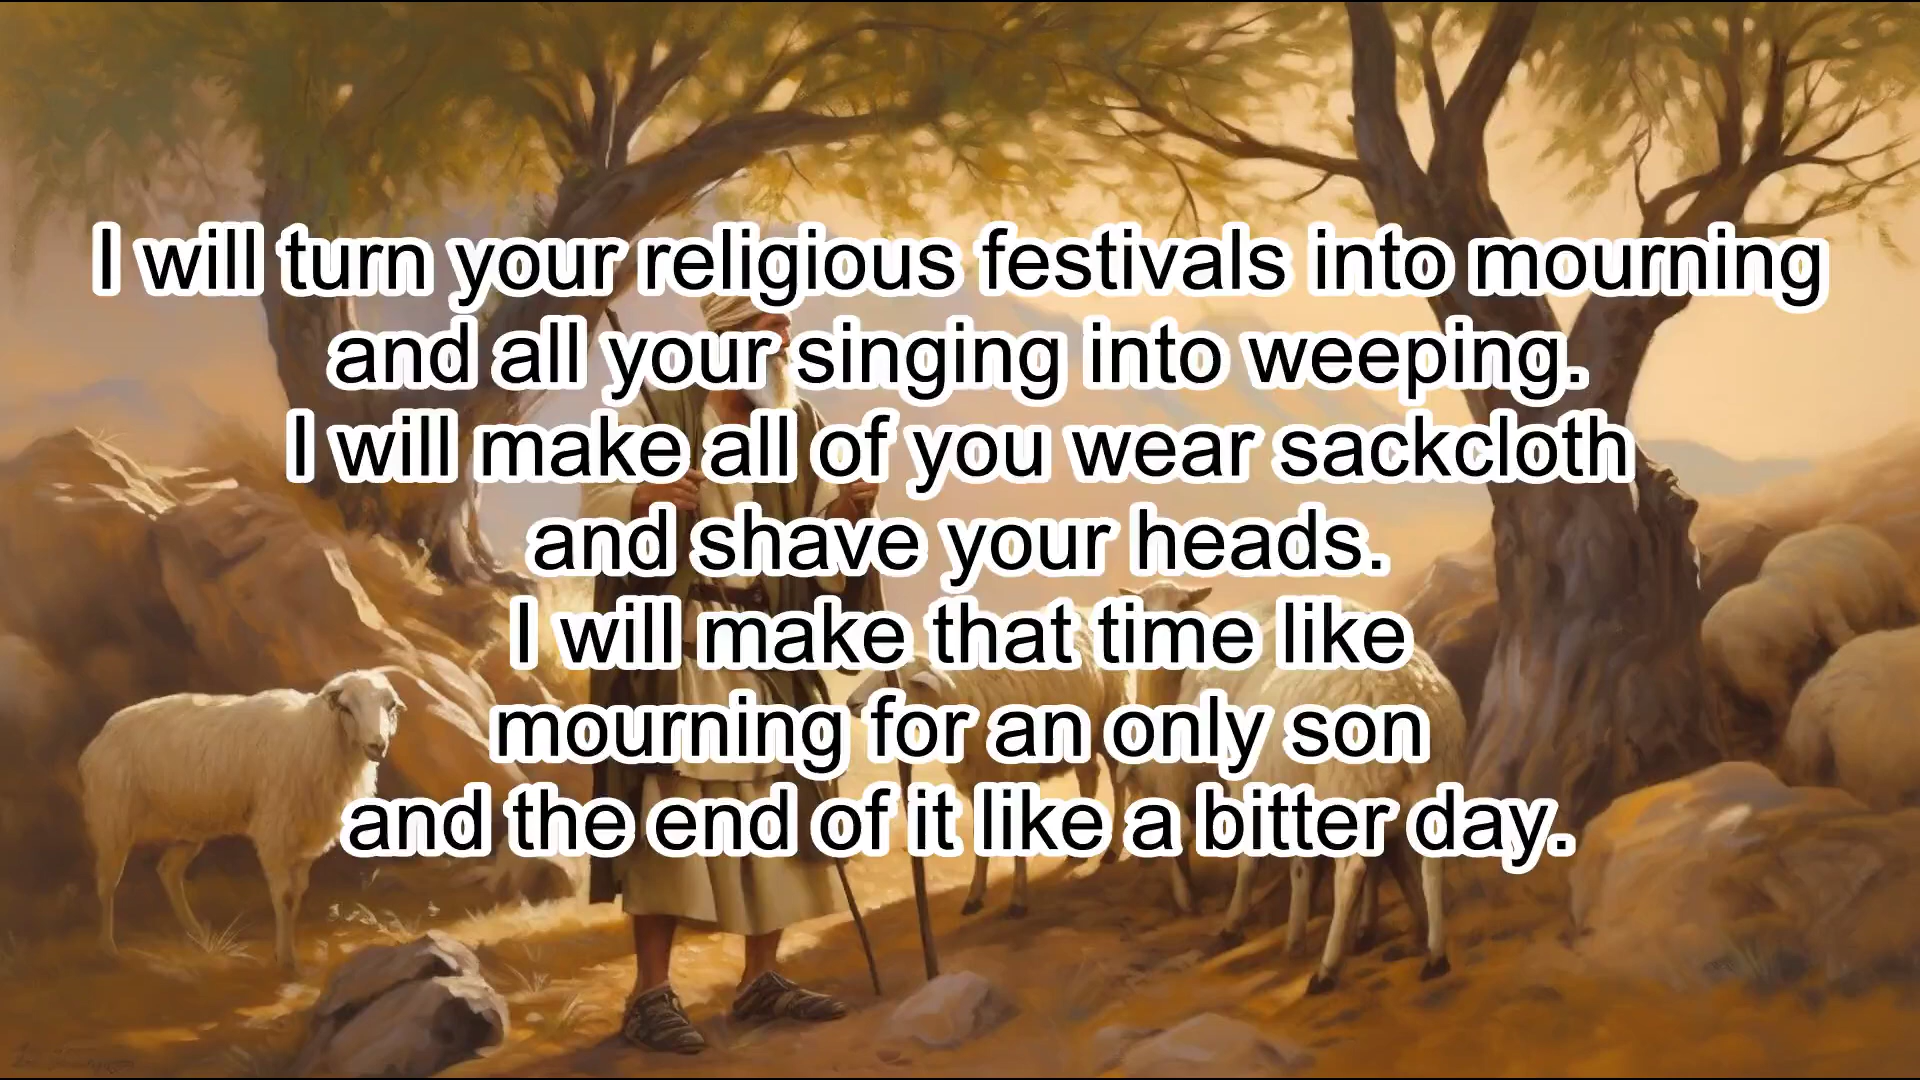 I will turn your religious festivals into mourning
and all your singing into weeping.
I will make all of you wear sackcloth
and shave your heads.
I will make that time like
mourning for an only son
and the end of it like a bitter day.